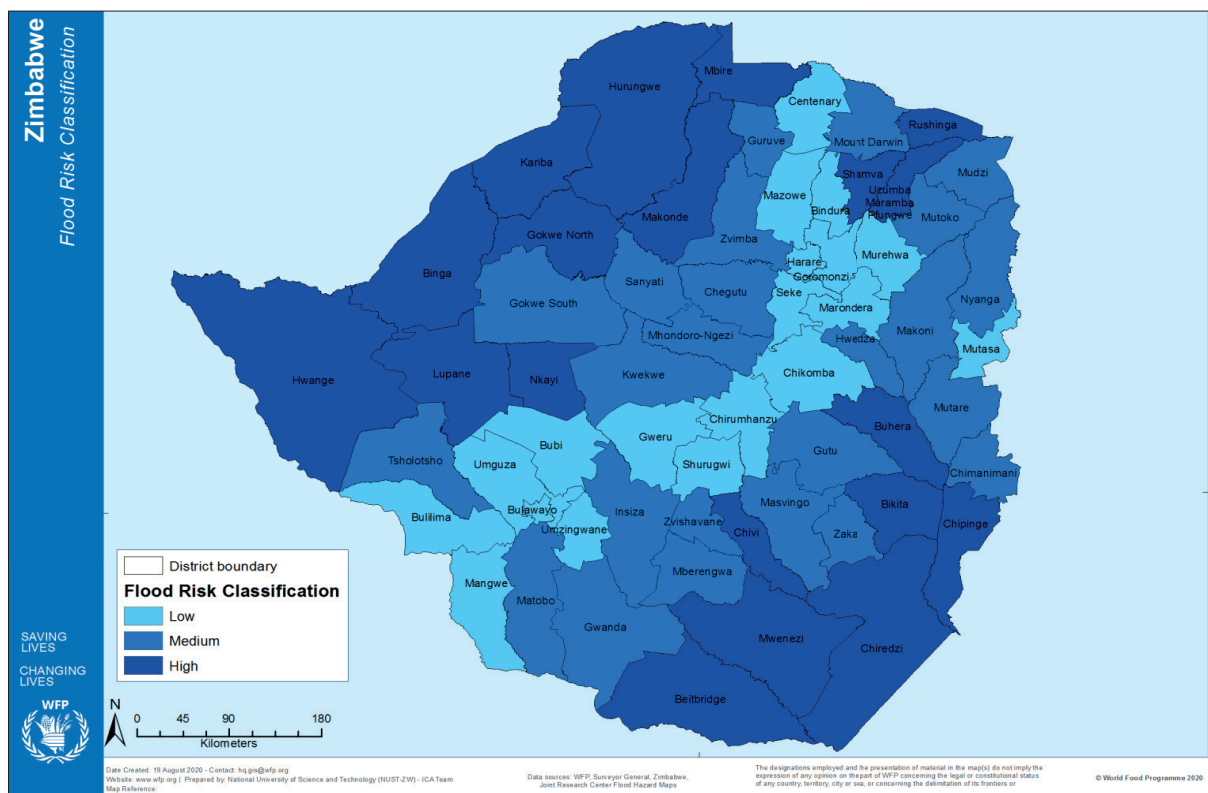 Zimbabwe
Flood Risk Classification
Hurungwe
Mbire
Centenary
Rushinga
Guruve
Mount Darwin
Kariba
Shamva
Mudzi
Uzumba
Maramba
Pfungwe
Mazowe
Bindura
Mutoko
Makonde
Gokwe North
Zvimba
Murehwa
Harare
Binga
Goromonzi
Sanyati
Chegutu
Seke
Gokwe South
Nyanga
Marondera
Makoni
Mhondoro-Ngezi
Hwedza
Mutasa
Hwange
Lupane
Nkayi
Kwekwe
Chikomba
Mutare
Chirumhanzu
Buhera
Bubi
Gweru
Gutu
Tsholotsho
Umguza
Shurugwi
Chimanimani
Masvingo
Bikita
Bulilima
Bulawayo
Insiza
Zvishavane
Chipinge
Umzingwane
Chivi
Zaka
Mberengwa
Mangwe
Matobo
Gwanda
Mwenezi
Chiredzi
Beitbridge
District boundary
Flood Risk Classification
Low
Medium
High
SAVING
LIVES
CHANGING
LIVES
WFP
N
0 45 90 180
Kilometers
Date Created: 19 August 2020 - Contact: hq.gis@wfp.org
Website: www.wfp.org | Prepared by: National University of Science and Technology (NUST-ZW) - ICA Team
Map Reference:
Data sources: WFP, Surveyor General, Zimbabwe,
Joint Research Center Flood Hazard Maps
The designations employed and the presentation of material in the map(s) do not imply the
expression of any opinion on thepart of WFP concerning the legal or constitutional status
of any country, territory, city or sea, or concerning the delimitation of its frontiers or
© World Food Programme 2020